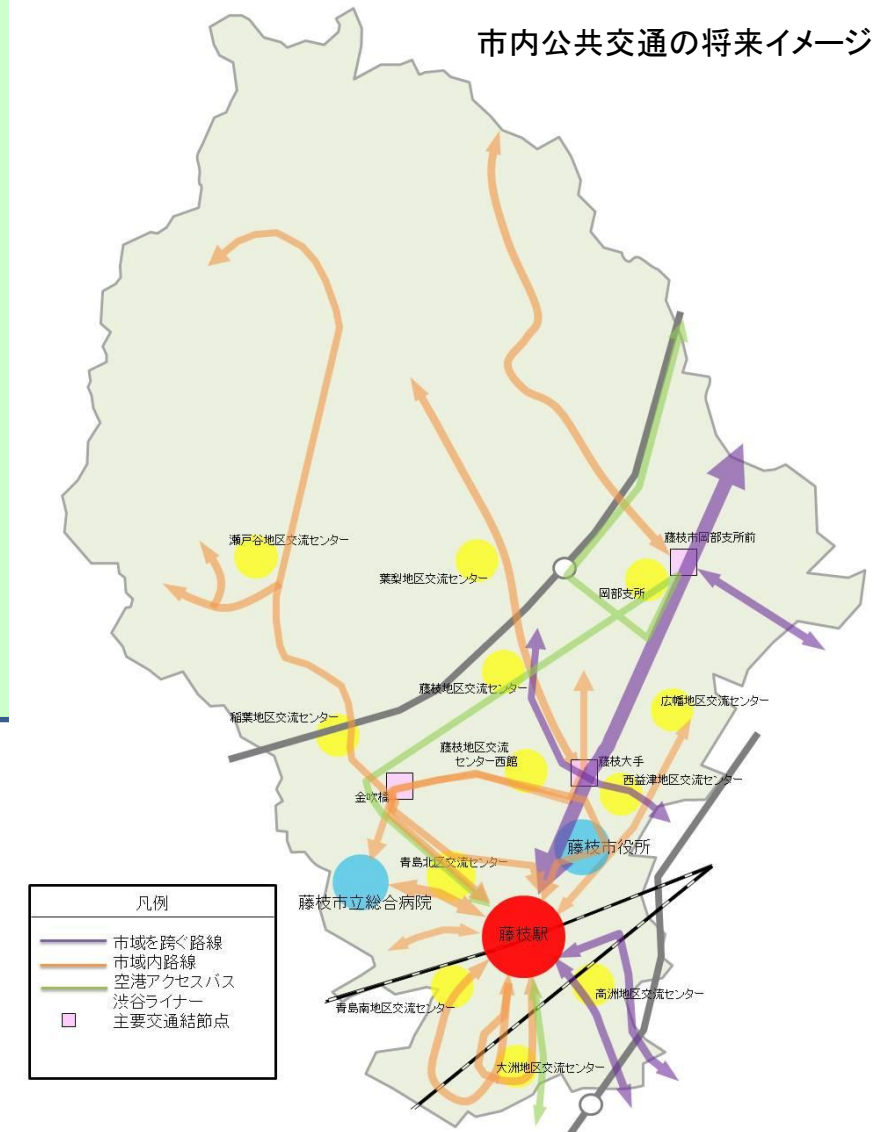 市内公共交通の将来イメージ
瀬戸谷地区交流センター
葉梨地区交流センター
藤枝市岡部支所前
岡部支所
藤枝地区交流センター
広幡地区交流センター
稲葉地区交流センター
藤枝地区交流
センター西館
藤枝大手
西益津地区交流センター
金吹橋
藤枝市役所
青島北区交流センター
藤枝市立総合病院
藤枝駅
青島南地区交流センター
高洲地区交流センター
大洲地区交流センター
凡例
市域を跨ぐ路線
市域内路線
空港アクセスバス
渋谷ライナー
主要交通結節点